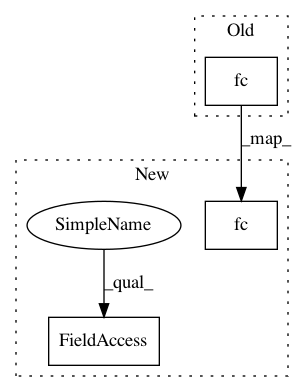 Old
fc
_map_
New
SimpleName
fc
_qual_
FieldAccess